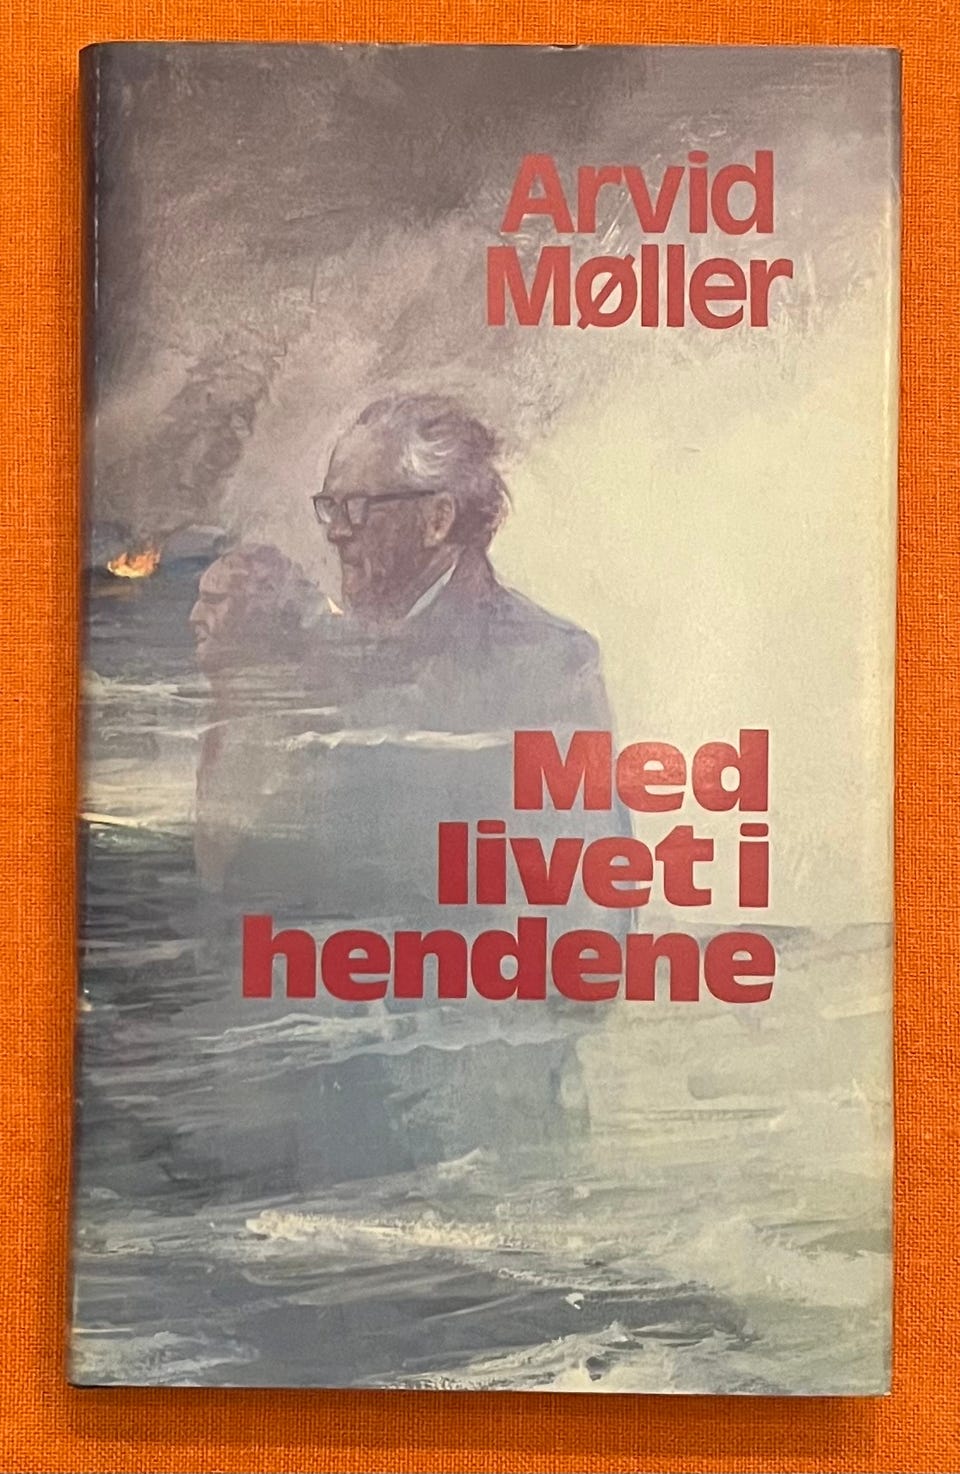 Arvid
Møller
Med
livet i
hendene